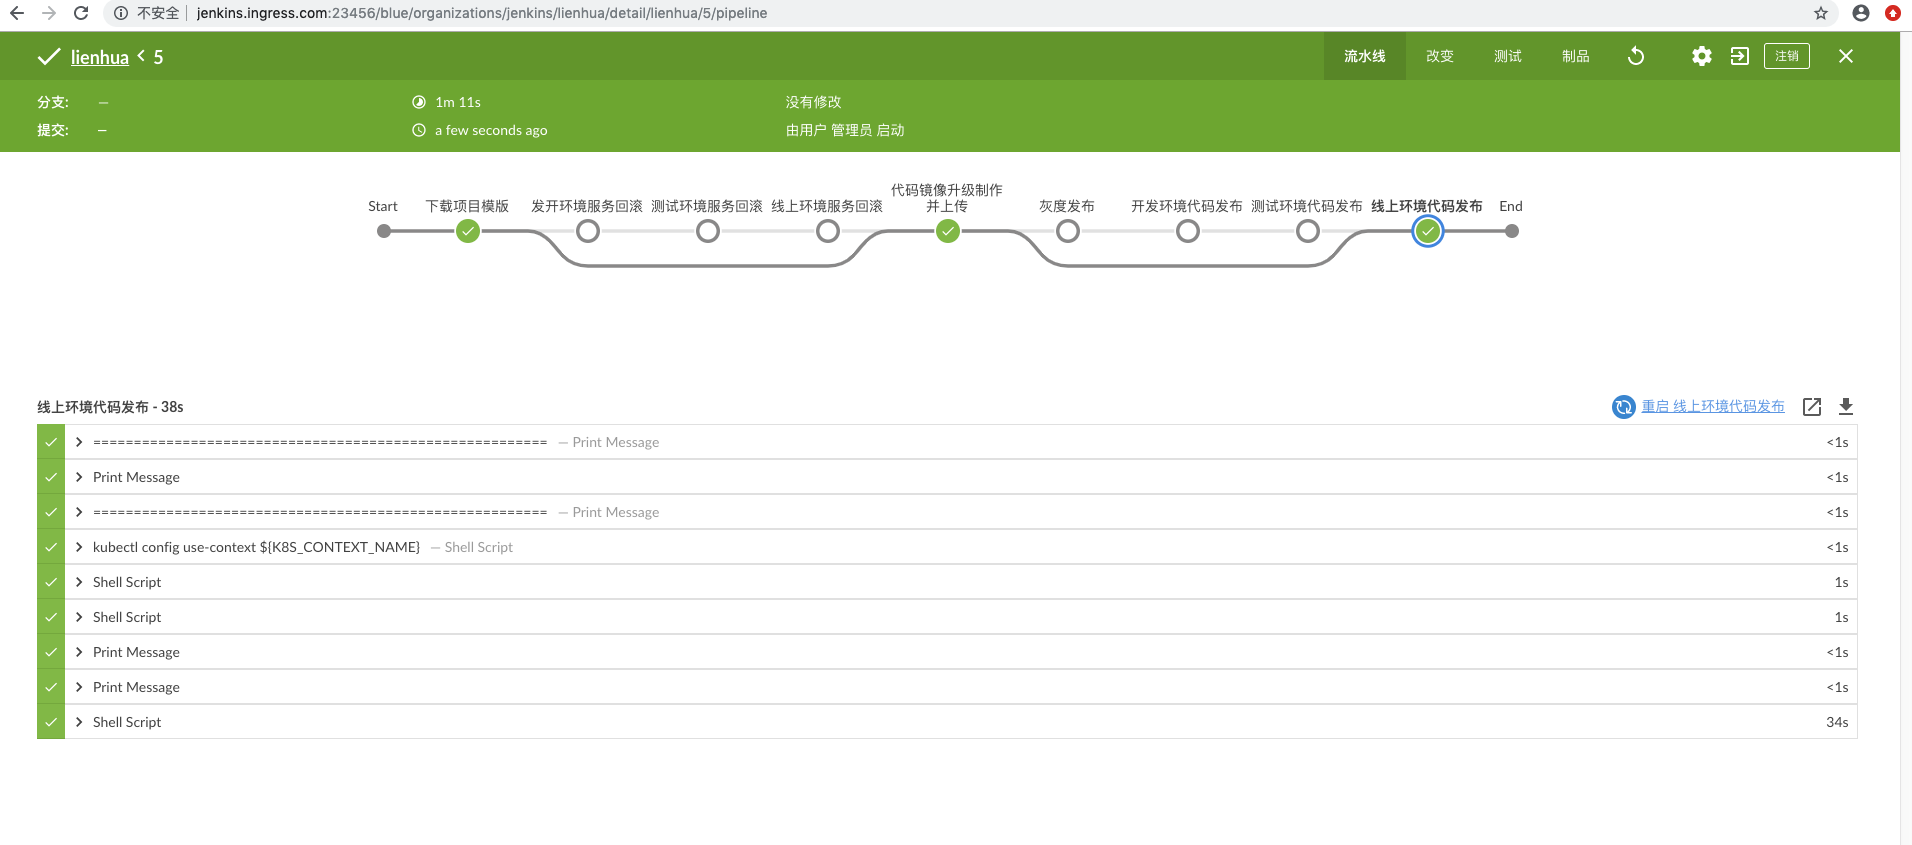 不安全 jenkins.ingress.com:23456/blue/organizations/jenkins/lienhua/detail/lienhua/5/pipeline
lienhua < 5 流水线 改变 测试 制品 注销
分支: — 1m 11s 没有修改
提交: — a few seconds ago 由用户 管理员 启动
代码镜像升级制作
Start 下载项目模版 发开环境服务回滚 测试环境服务回滚 线上环境服务回滚 并上传 灰度发布 开发环境代码发布 测试环境代码发布 线上环境代码发布 End
线上环境代码发布 - 38s 重启 线上环境代码发布
======================================================== — Print Message <1s
Print Message <1s
======================================================== — Print Message <1s
kubectl config use-context ${K8S_CONTEXT_NAME} — Shell Script <1s
Shell Script 1s
Shell Script 1s
Print Message <1s
Print Message <1s
Shell Script 34s